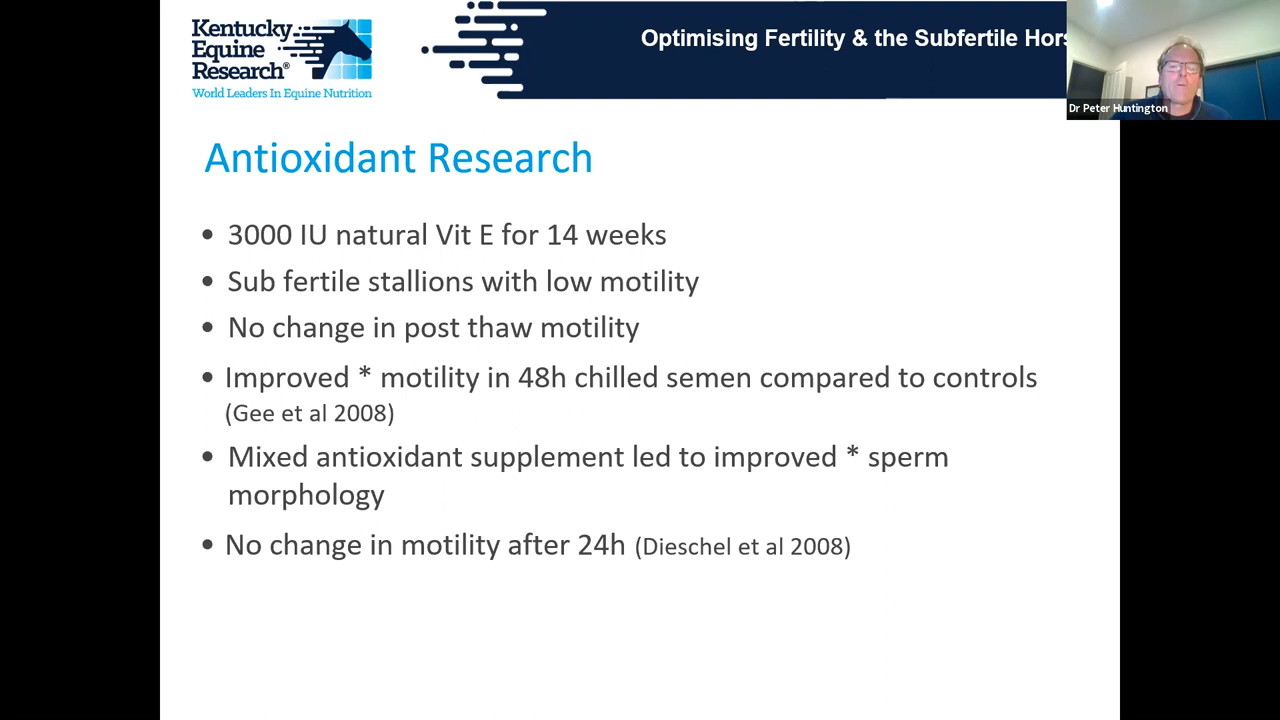 Kentucky
Equine
Research®
World Leaders In Equine Nutrition
Optimising Fertility & the Subfertile Hors
Dr Peter Huntington
Antioxidant Research
• 3000 IU natural Vit E for 14 weeks
• Sub fertile stallions with low motility
• No change in post thaw motility
• Improved * motility in 48h chilled semen compared to controls
(Gee et al 2008)
• Mixed antioxidant supplement led to improved * sperm
morphology
• No change in motility after 24h (Dieschel et al 2008)